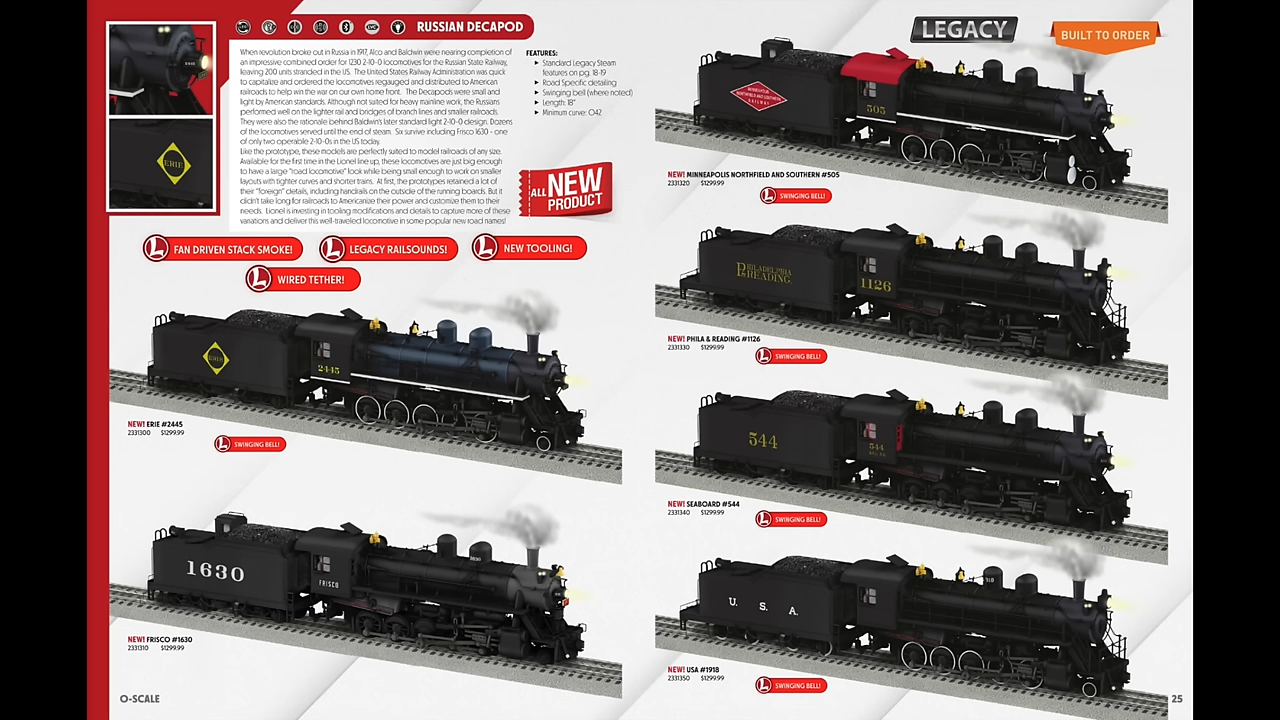 RUSSIAN DECAPOD
When revolution broke out in Russia in 1917, Alco and Baldwin were nearing completion of
an impressive combined order for 1230 2-10-0 locomotives for the Russian State Railway,
leaving 200 units stranded in the US. The United States Railway Administration was quick
to capitalize and ordered the locomotives regauged and distributed to American
railroads to help win the war on our own home front. The Decapods were small and
light by American standards. Although not suited for heavy mainline work, the Russians
performed well on the lighter rail and bridges of branch lines and smaller railroads.
They were also the rationale behind Baldwin's later standard light 2-10-0 design. Dozens
of the locomotives served until the end of steam. Six survive including Frisco 1630 - one
of only two operable 2-10-0s in the US today.
Like the prototype, these models are perfectly suited to model railroads of any size.
Available for the first time in the Lionel line up, these locomotives are just big enough
to have a large "road locomotive" look while being small enough to work on smaller
layouts with tighter curves and shorter trains. At first, the prototypes retained a lot of
their "foreign" details, including handrails on the outside of the running boards. But it
didn't take long for railroads to Americanize their power and customize them to their
needs. Lionel is investing in tooling modifications and details to capture more of these
variations and deliver this well-traveled locomotive in some popular new road names!
FEATURES:
Standard Legacy Steam
features on pg. 18-19
Road Specific detailing
Swinging bell (where noted)
Length: 18"
Minimum curve: O42
ALL NEW
PRODUCT
ERIE
L FAN DRIVEN STACK SMOKE!
L LEGACY RAILSOUNDS!
L NEW TOOLING!
L WIRED TETHER!
ERIE
2445
NEW! ERIE #2445
2331300 $1299.99
L SWINGING BELL!
1630
FRISCO
1630
NEW! FRISCO #1630
2331310 $1299.99
O-SCALE
LEGACY
BUILT TO ORDER
MINNEAPOLIS
NORTHFIELD AND SOUTHERN
RAILWAY
505
NEW! MINNEAPOLIS NORTHFIELD AND SOUTHERN #505
2331320 $1299.99
L SWINGING BELL!
PHILADELPHIA
READING
1126
NEW! PHILA & READING #1126
2331330 $1299.99
L SWINGING BELL!
544
544
NEW! SEABOARD #544
2331340 $1299.99
L SWINGING BELL!
U. S. A.
NEW! USA #1918
2331350 $1299.99
L SWINGING BELL!
25